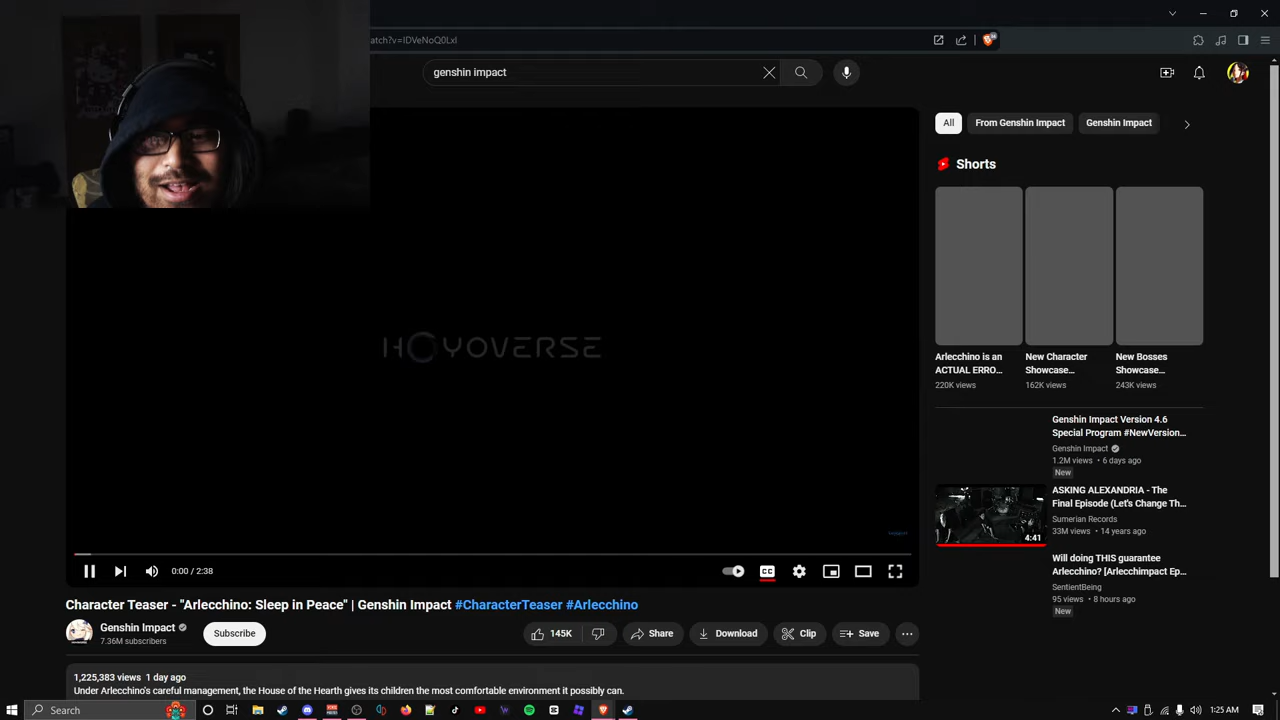 atch?v=IDVeNoQ0LxI
genshin impact
HOYOVERSE
0:00 / 2:38
CC
Character Teaser - "Arlecchino: Sleep in Peace" | Genshin Impact #CharacterTeaser #Arlecchino
Genshin Impact
7.36M subscribers
Subscribe
145K
Share
Download
Clip
Save
1,225,383 views 1 day ago
Under Arlecchino's careful management, the House of the Hearth gives its children the most comfortable environment it possibly can.
All
From Genshin Impact
Genshin Impact
Shorts
Arlecchino is an
ACTUAL ERRO...
220K views
New Character
Showcase...
162K views
New Bosses
Showcase...
243K views
Genshin Impact Version 4.6
Special Program #NewVersion...
Genshin Impact
1.2M views • 6 days ago
New
ASKING ALEXANDRIA - The
Final Episode (Let's Change Th...
Sumerian Records
33M views • 14 years ago
4:41
Will doing THIS guarantee
Arlecchino? [Arlecchimpact Ep...
SentientBeing
95 views • 8 hours ago
New
Search
1:25 AM